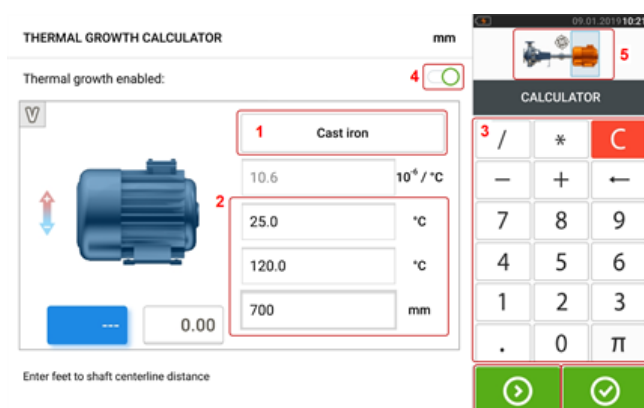 THERMAL GROWTH CALCULATOR mm
Thermal growth enabled: 4
V
1 Cast iron
10.6 10⁻⁶ / °C
2
25.0 °C
120.0 °C
700 mm
--- 0.00
Enter feet to shaft centerline distance
09.01.2019 10:21
5
CALCULATOR
3 / * C
− + ←
7 8 9
4 5 6
1 2 3
. 0 π